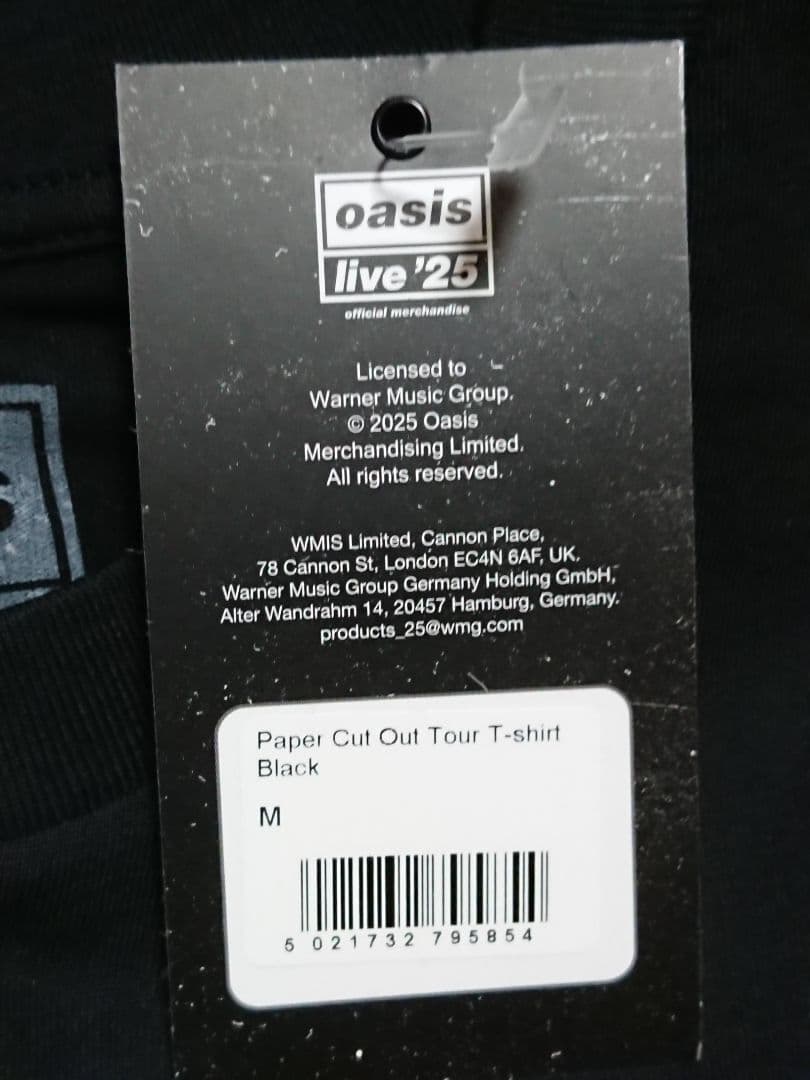 oasis
live '25
official merchandise
Licensed to
Warner Music Group.
© 2025 Oasis
Merchandising Limited.
All rights reserved.
WMIS Limited, Cannon Place,
78 Cannon St, London EC4N 6AF, UK.
Warner Music Group Germany Holding GmbH,
Alter Wandrahm 14, 20457 Hamburg, Germany.
products_25@wmg.com
Paper Cut Out Tour T-shirt
Black
M
5 021732 795854